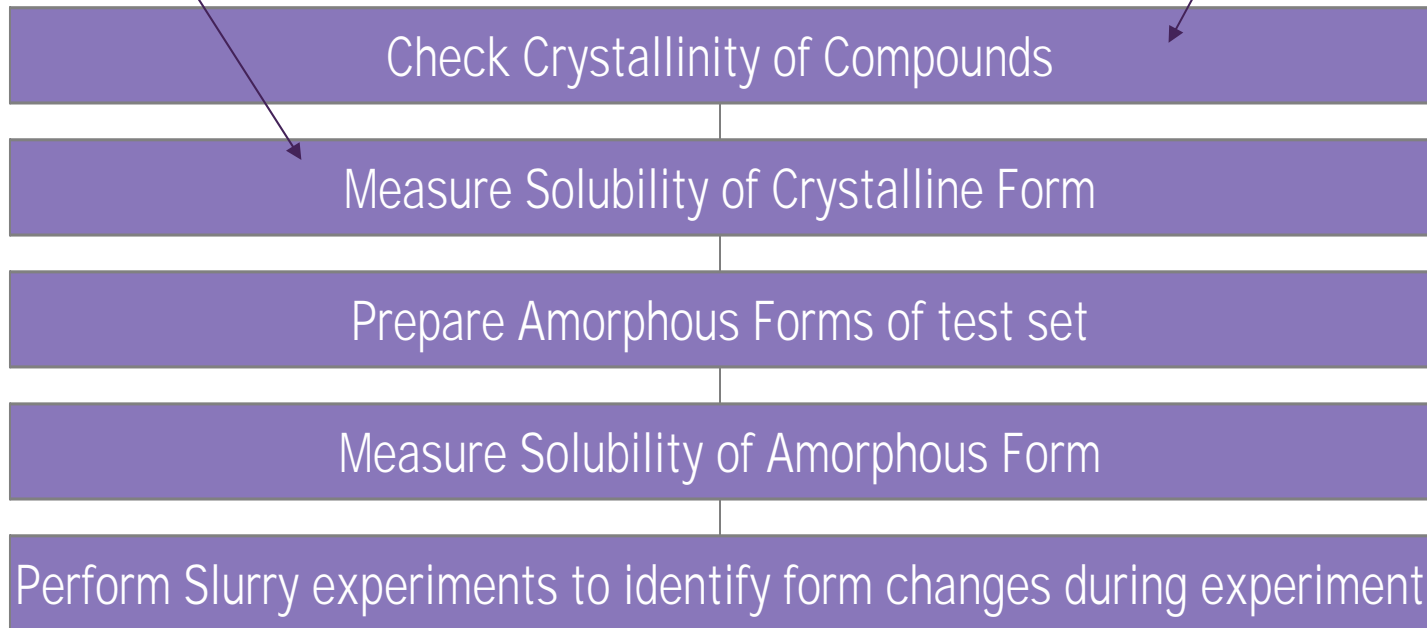 Check Crystallinity of Compounds
Measure Solubility of Crystalline Form
Prepare Amorphous Forms of test set
Measure Solubility of Amorphous Form
Perform Slurry experiments to identify form changes during experiment